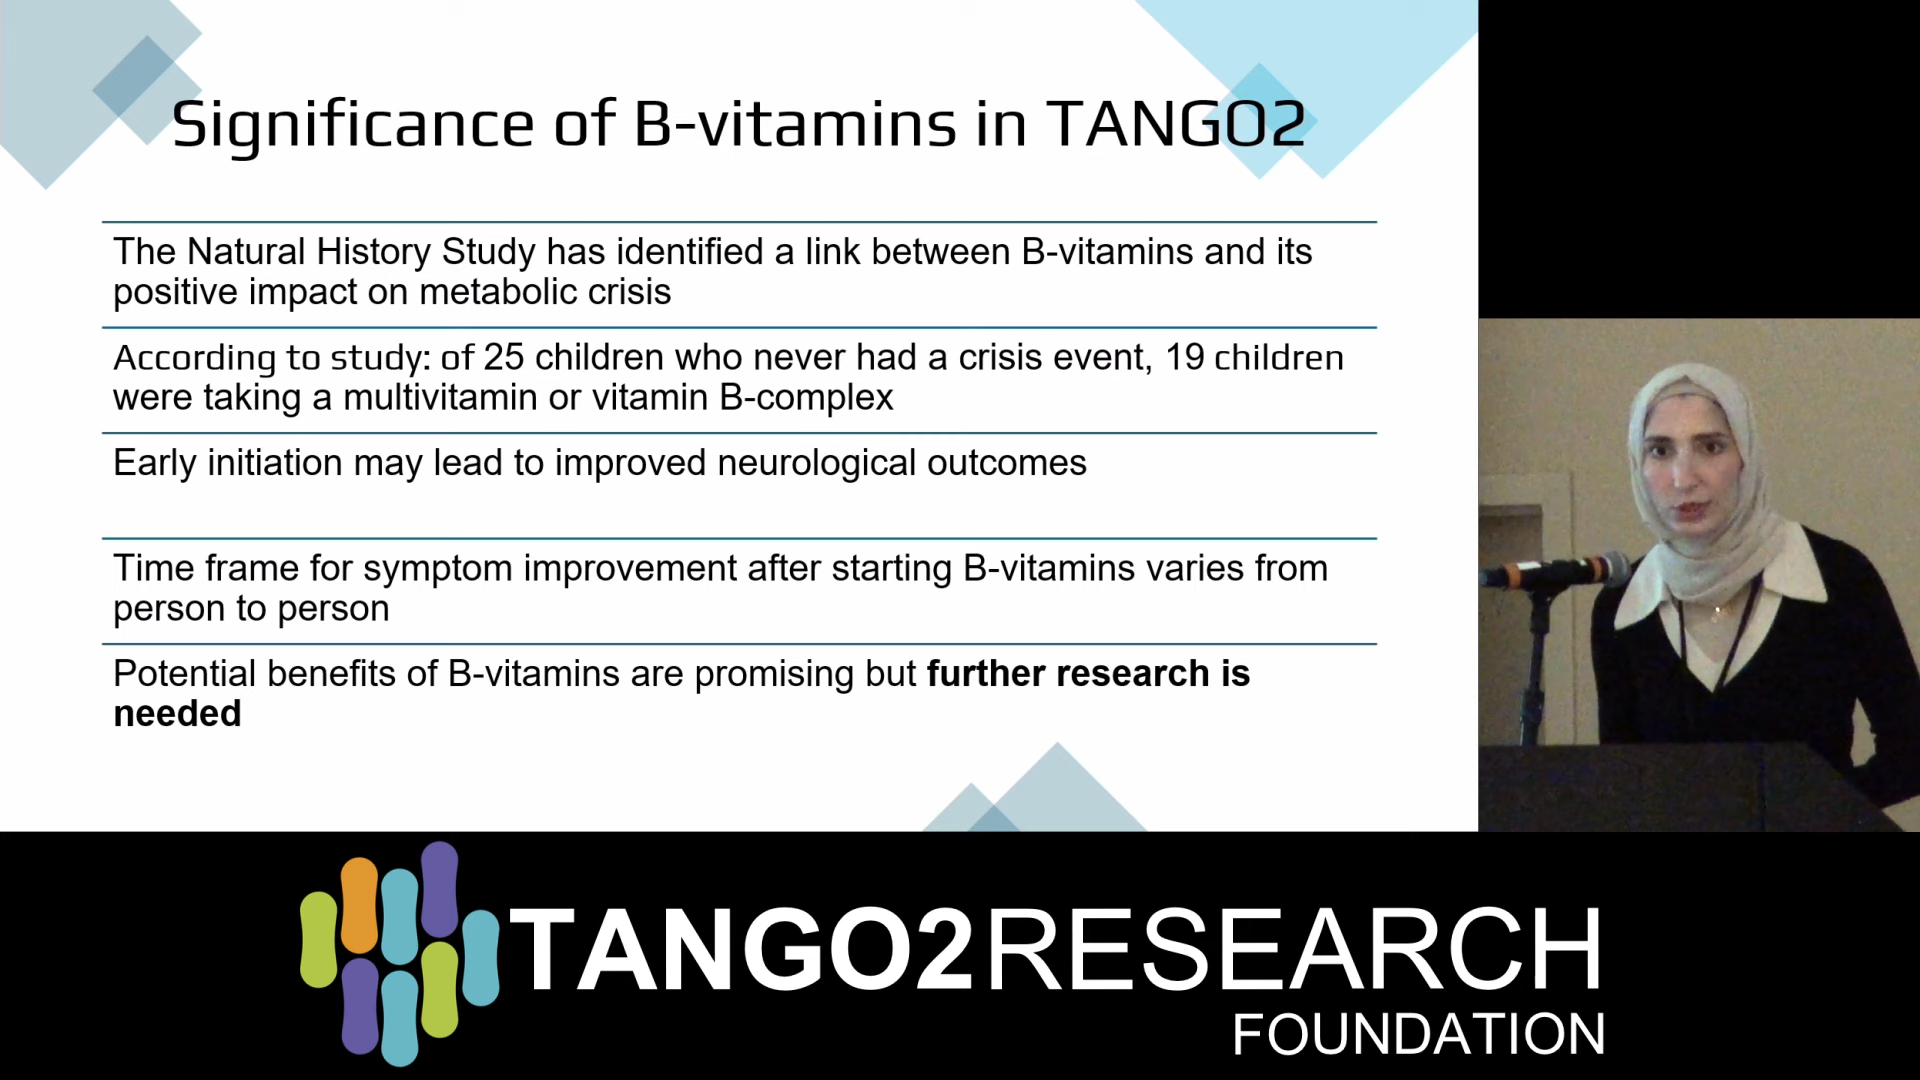 Significance of B-vitamins in TANGO2
The Natural History Study has identified a link between B-vitamins and its
positive impact on metabolic crisis
According to study: of 25 children who never had a crisis event, 19 children
were taking a multivitamin or vitamin B-complex
Early initiation may lead to improved neurological outcomes
Time frame for symptom improvement after starting B-vitamins varies from
person to person
Potential benefits of B-vitamins are promising but further research is
needed
TANGO2RESEARCH
FOUNDATION